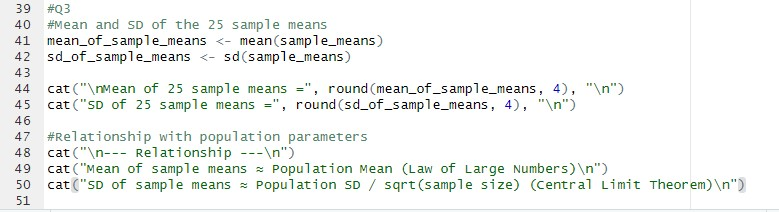 39 #Q3
40 #Mean and SD of the 25 sample means
41 mean_of_sample_means <- mean(sample_means)
42 sd_of_sample_means <- sd(sample_means)
43
44 cat("\nMean of 25 sample means =", round(mean_of_sample_means, 4), "\n")
45 cat("SD of 25 sample means =", round(sd_of_sample_means, 4), "\n")
46
47 #Relationship with population parameters
48 cat("\n--- Relationship ---\n")
49 cat("Mean of sample means ≈ Population Mean (Law of Large Numbers)\n")
50 cat("SD of sample means ≈ Population SD / sqrt(sample size) (Central Limit Theorem)\n")
51